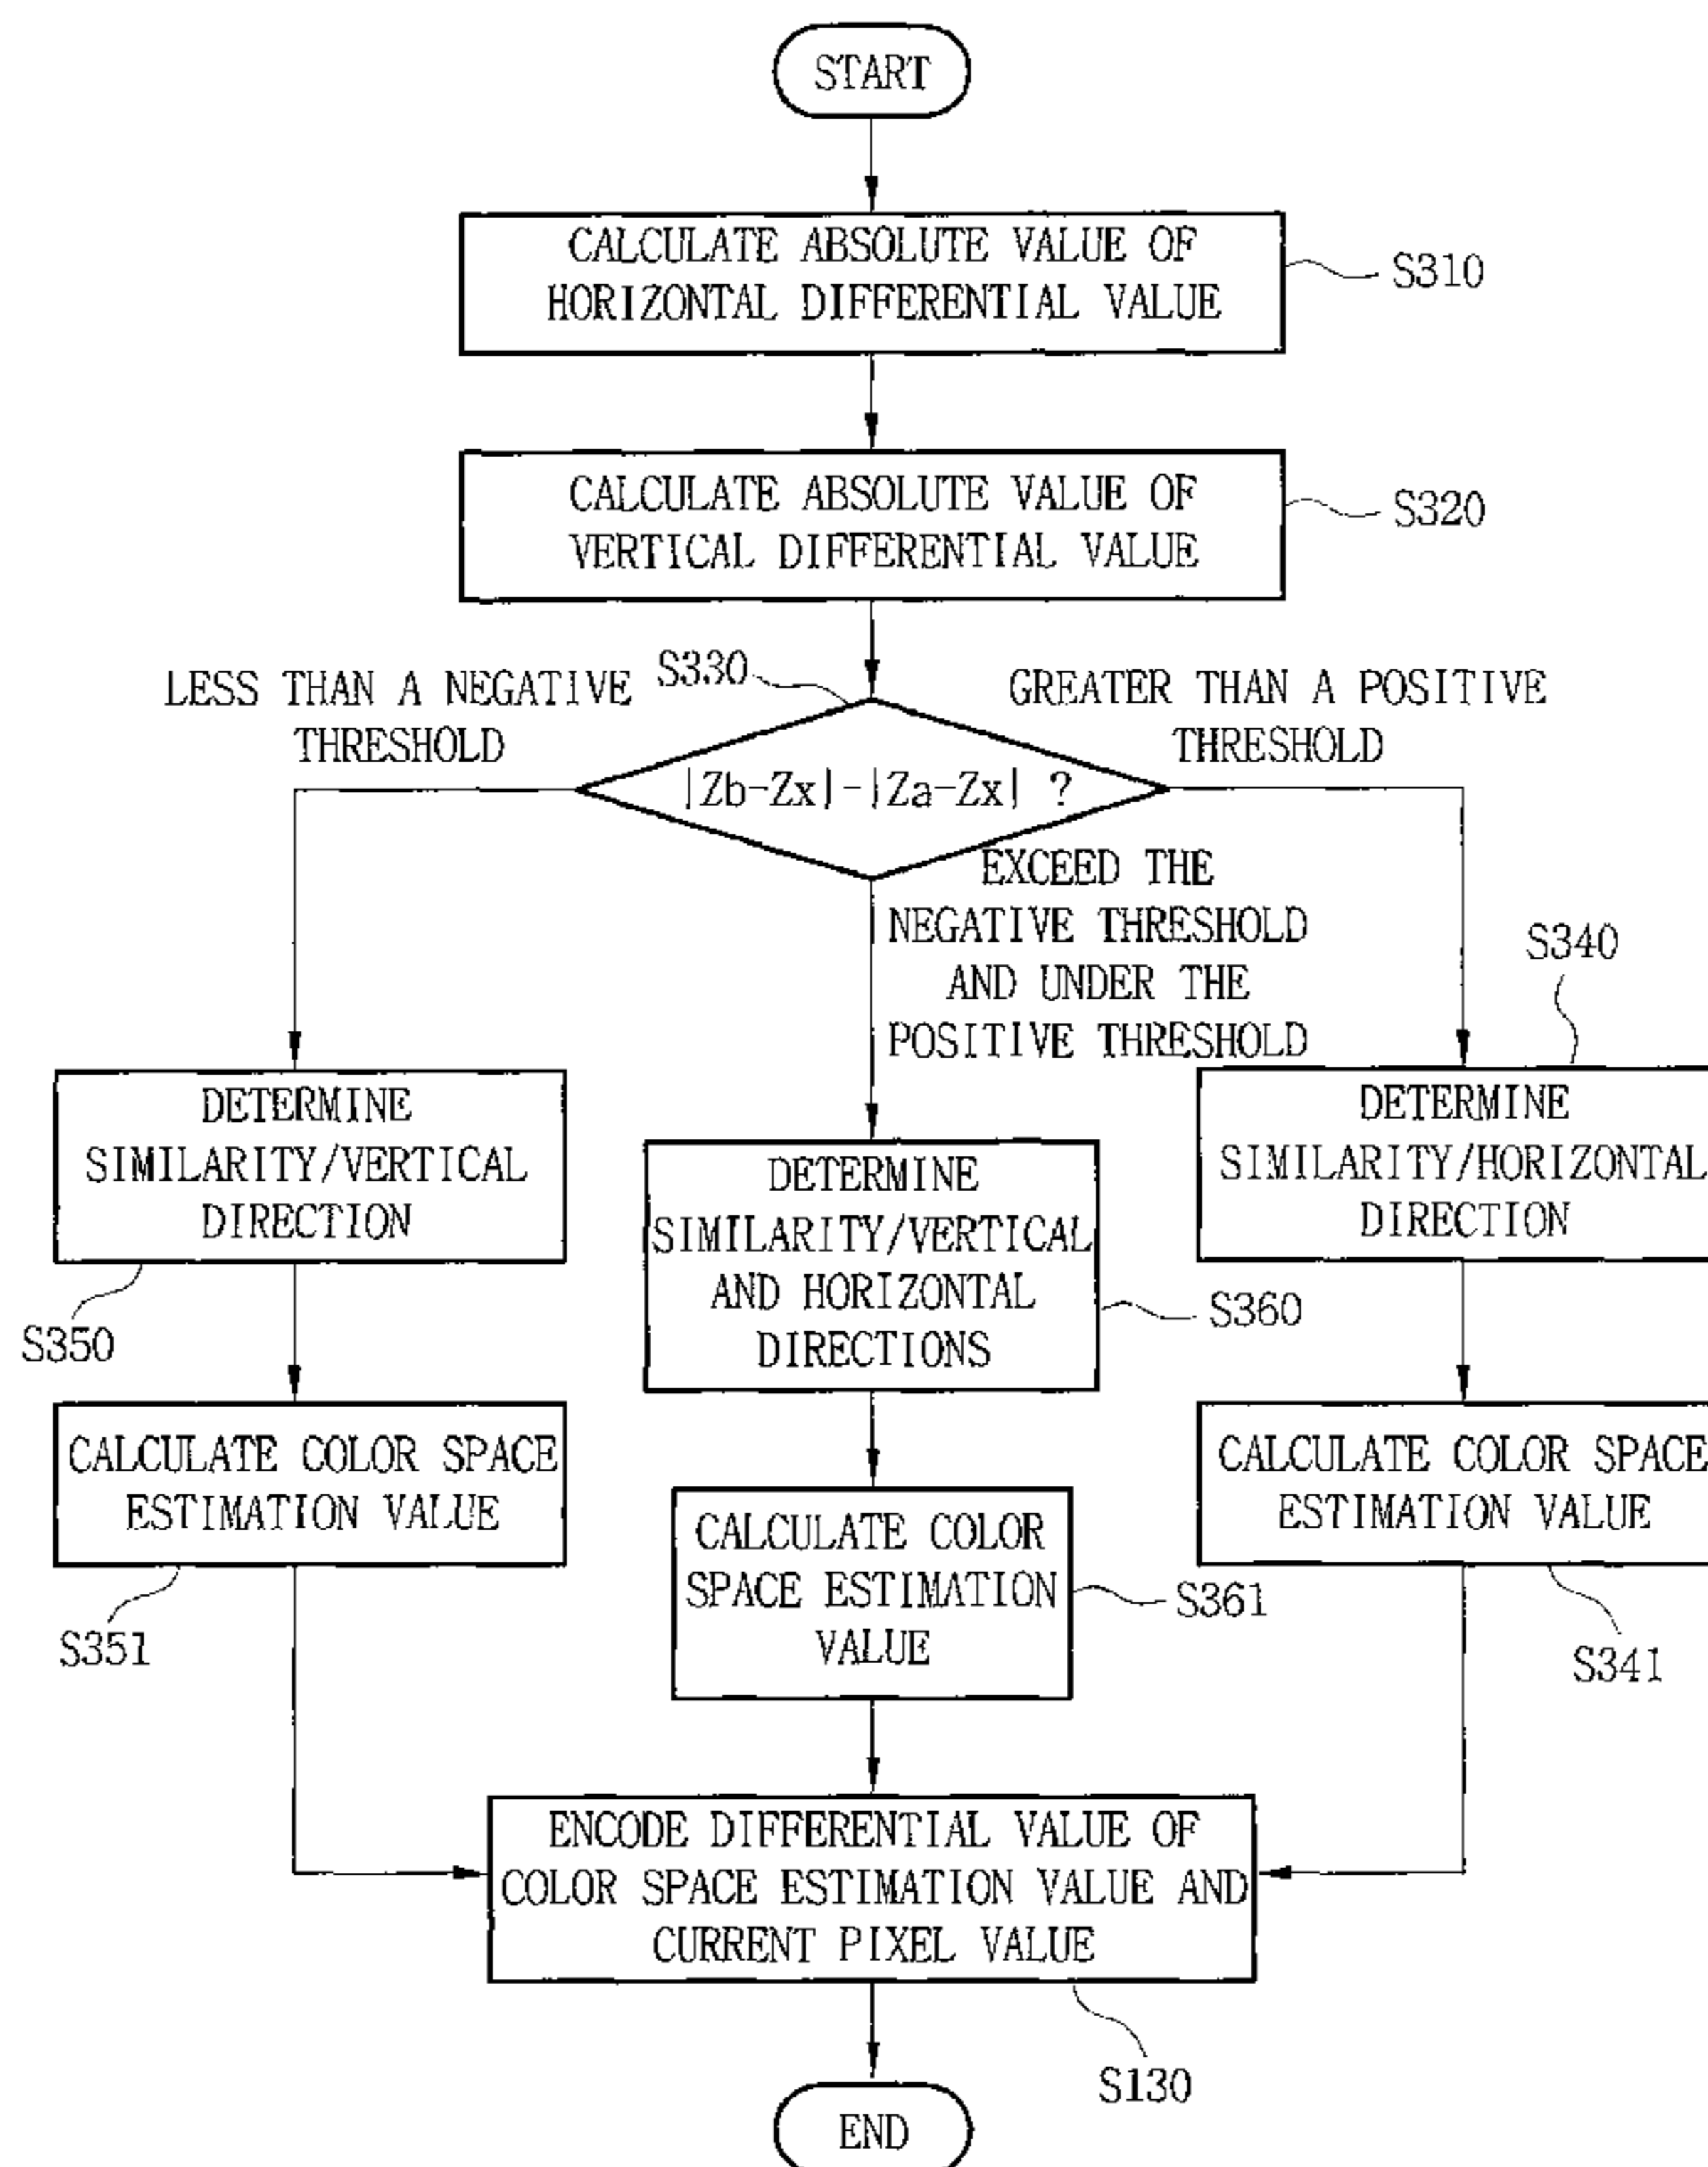 START
CALCULATE ABSOLUTE VALUE OF
HORIZONTAL DIFFERENTIAL VALUE
S310
CALCULATE ABSOLUTE VALUE OF
VERTICAL DIFFERENTIAL VALUE
S320
LESS THAN A NEGATIVE
THRESHOLD
S330
GREATER THAN A POSITIVE
THRESHOLD
|Zb-Zx|-|Za-Zx| ?
EXCEED THE
NEGATIVE THRESHOLD
AND UNDER THE
POSITIVE THRESHOLD
S340
DETERMINE
SIMILARITY/VERTICAL
DIRECTION
S350
DETERMINE
SIMILARITY/VERTICAL
AND HORIZONTAL
DIRECTIONS
S360
DETERMINE
SIMILARITY/HORIZONTAL
DIRECTION
CALCULATE COLOR SPACE
ESTIMATION VALUE
S351
CALCULATE COLOR
SPACE ESTIMATION
VALUE
S361
CALCULATE COLOR SPACE
ESTIMATION VALUE
S341
ENCODE DIFFERENTIAL VALUE OF
COLOR SPACE ESTIMATION VALUE AND
CURRENT PIXEL VALUE
S130
END